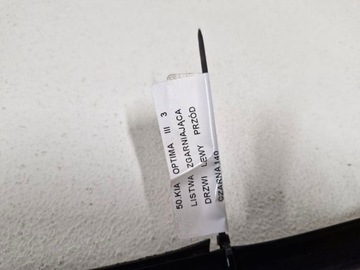 50.KIA OPTIMA III 3
LISTWA ZGARNIAJĄCA
DRZWI LEWY PRZÓD
CZARNA 140